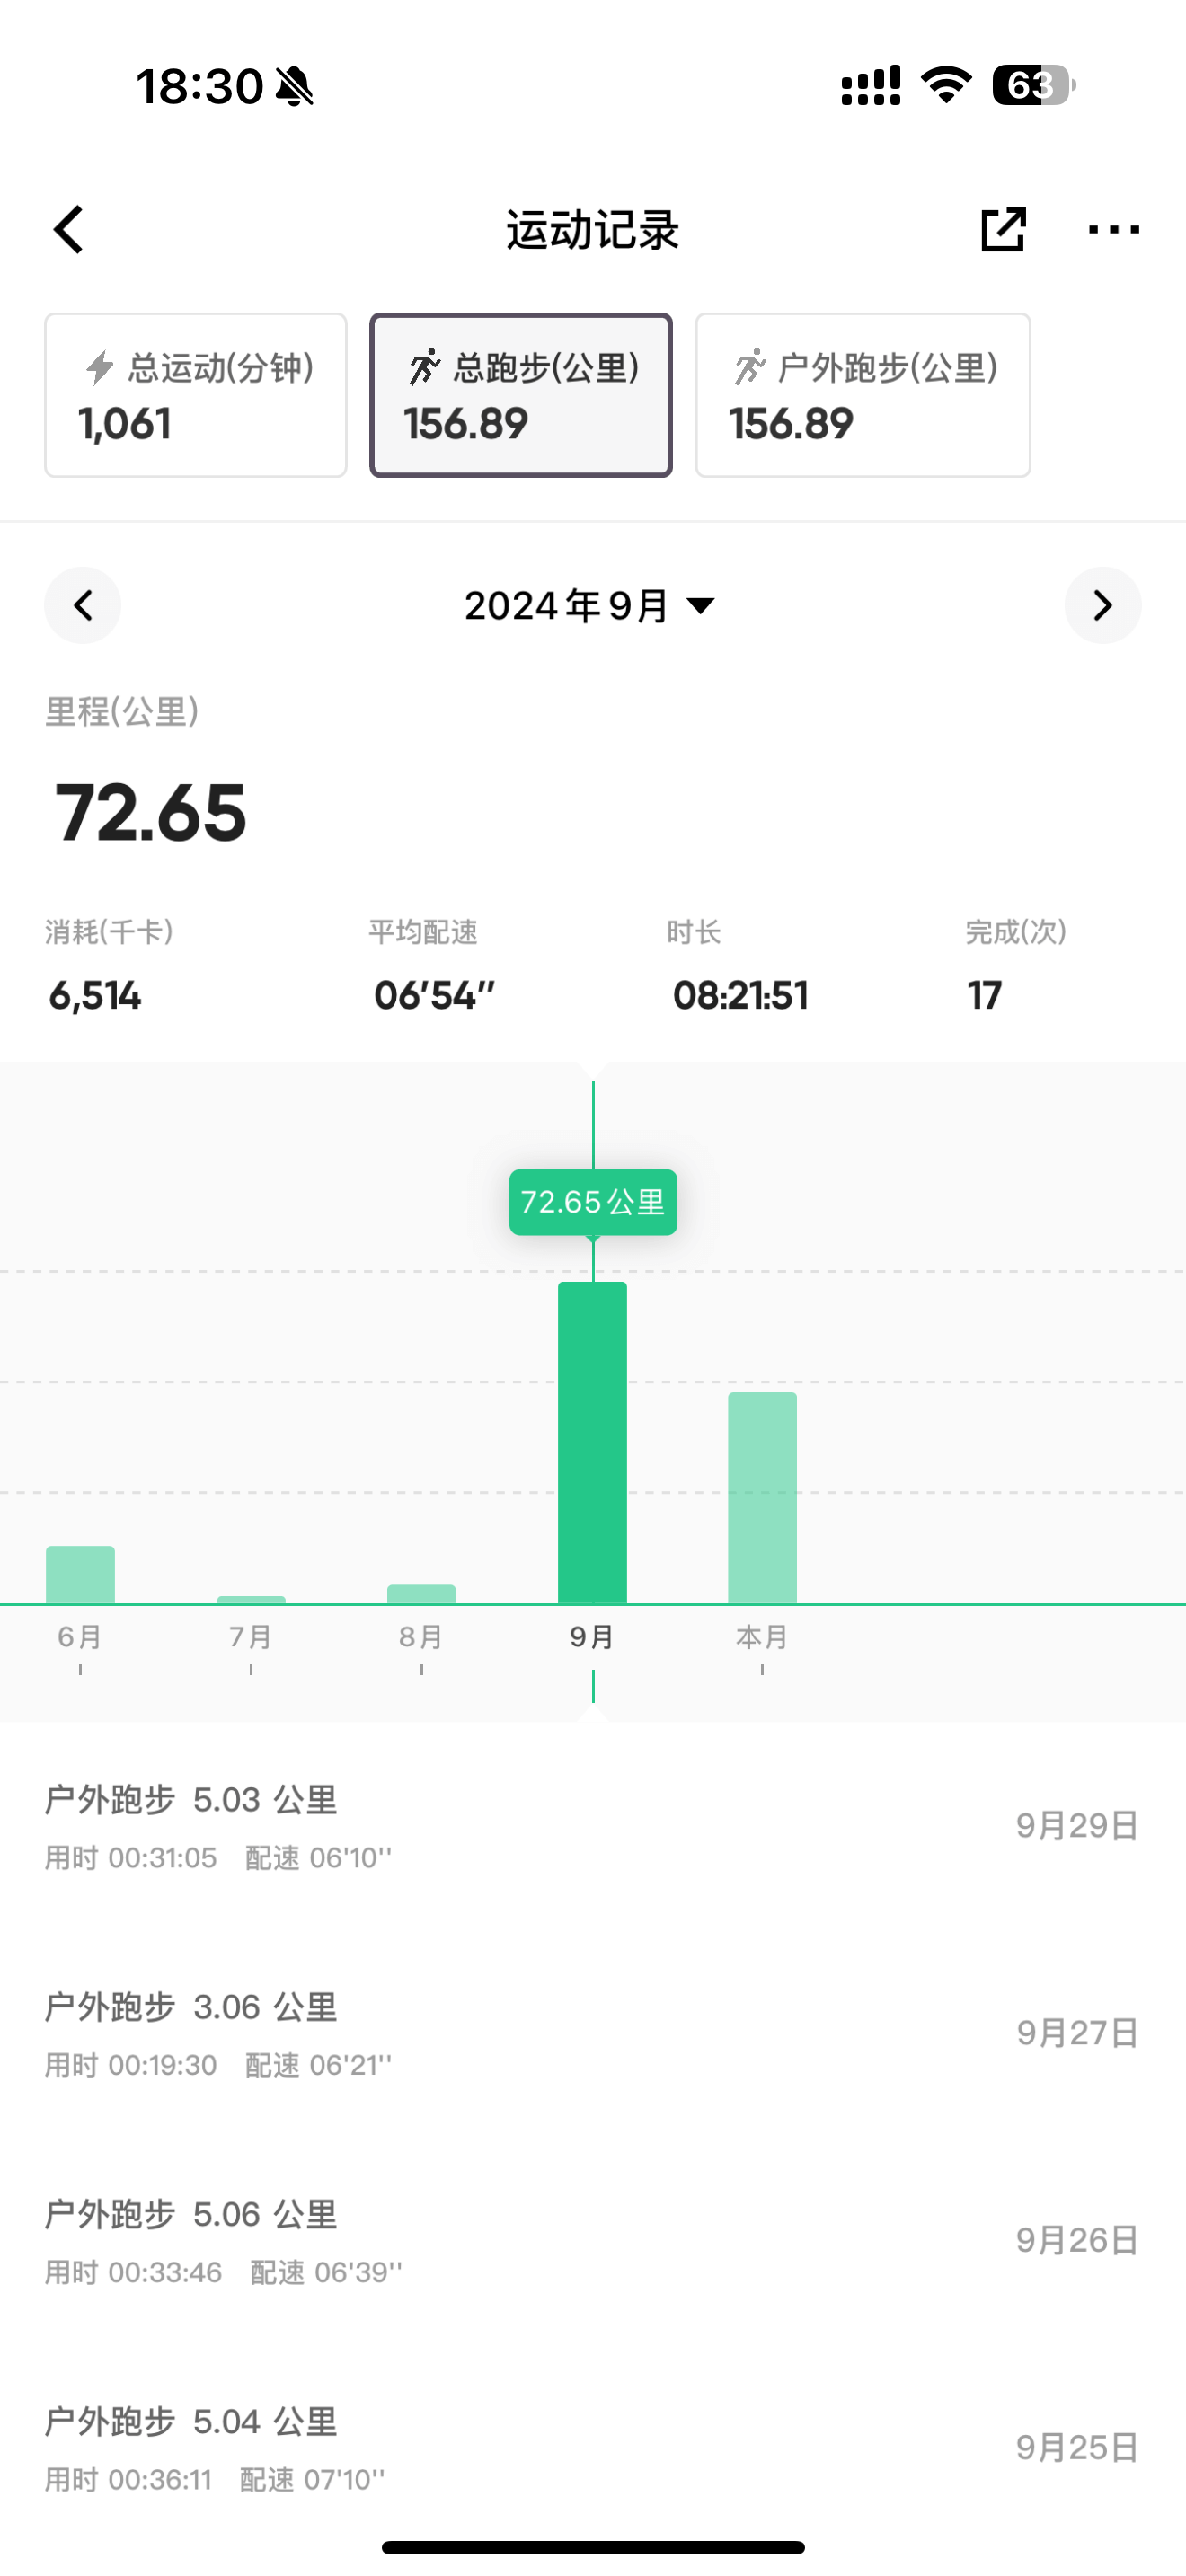 18:30
63
运动记录
总运动(分钟)
1,061
总跑步(公里)
156.89
户外跑步(公里)
156.89
2024年9月
里程(公里)
72.65
消耗(千卡) 平均配速 时长 完成(次)
6,514 06'54'' 08:21:51 17
72.65公里
6月 7月 8月 9月 本月
户外跑步 5.03 公里
9月29日
用时 00:31:05 配速 06'10''
户外跑步 3.06 公里
9月27日
用时 00:19:30 配速 06'21''
户外跑步 5.06 公里
9月26日
用时 00:33:46 配速 06'39''
户外跑步 5.04 公里
9月25日
用时 00:36:11 配速 07'10''